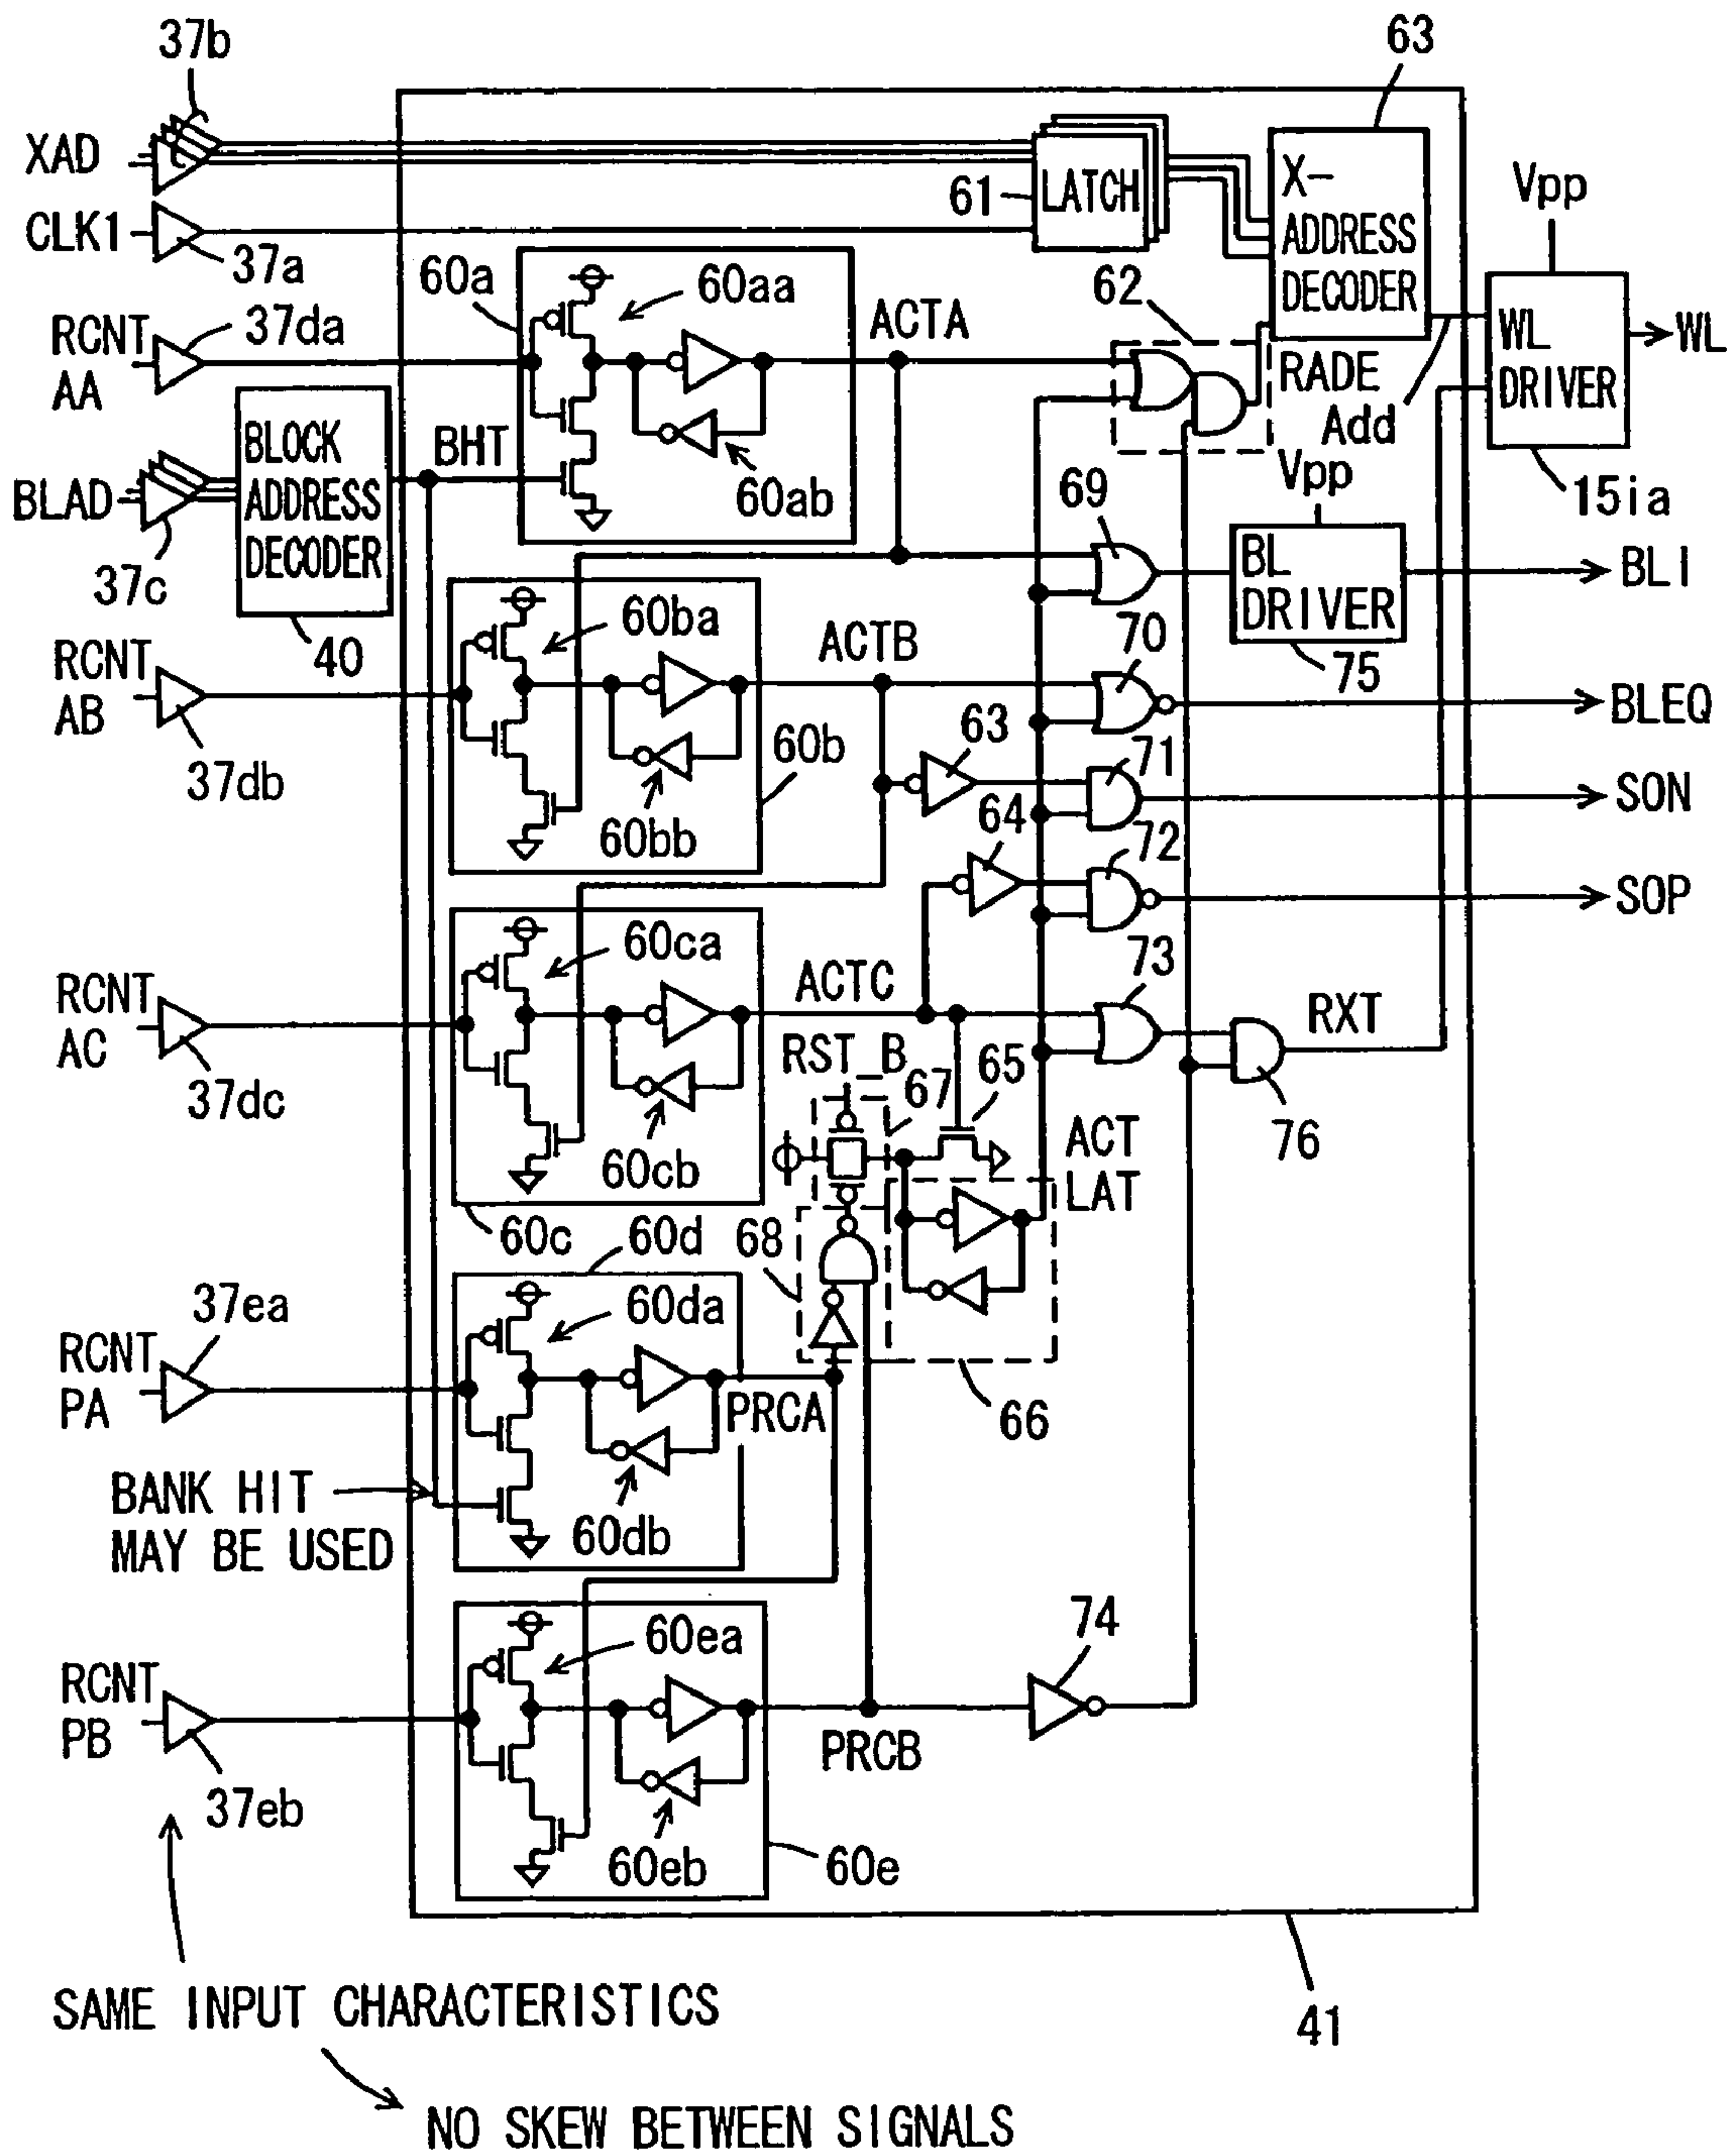 37b
63
XAD
61
LATCH
X-
ADDRESS
DECODER
Vpp
CLK1
37a
60a
60aa
ACTA
62
WL
DRIVER
WL
RCNT
AA
37da
RADE
Add
BLOCK
ADDRESS
DECODER
BHT
60ab
69
Vpp
15ia
BLAD
37c
40
BL
DRIVER
BLI
60ba
ACTB
70
75
RCNT
AB
37db
60b
63
BLEQ
71
60bb
64
SON
72
SOP
60ca
ACTC
73
RCNT
AC
37dc
RST_B
67
65
RXT
76
60cb
ACT
LAT
60c
60d
68
37ea
60da
RCNT
PA
PRCA
66
BANK HIT
MAY BE USED
60db
74
60ea
RCNT
PB
37eb
PRCB
60eb
60e
41
SAME INPUT CHARACTERISTICS
NO SKEW BETWEEN SIGNALS